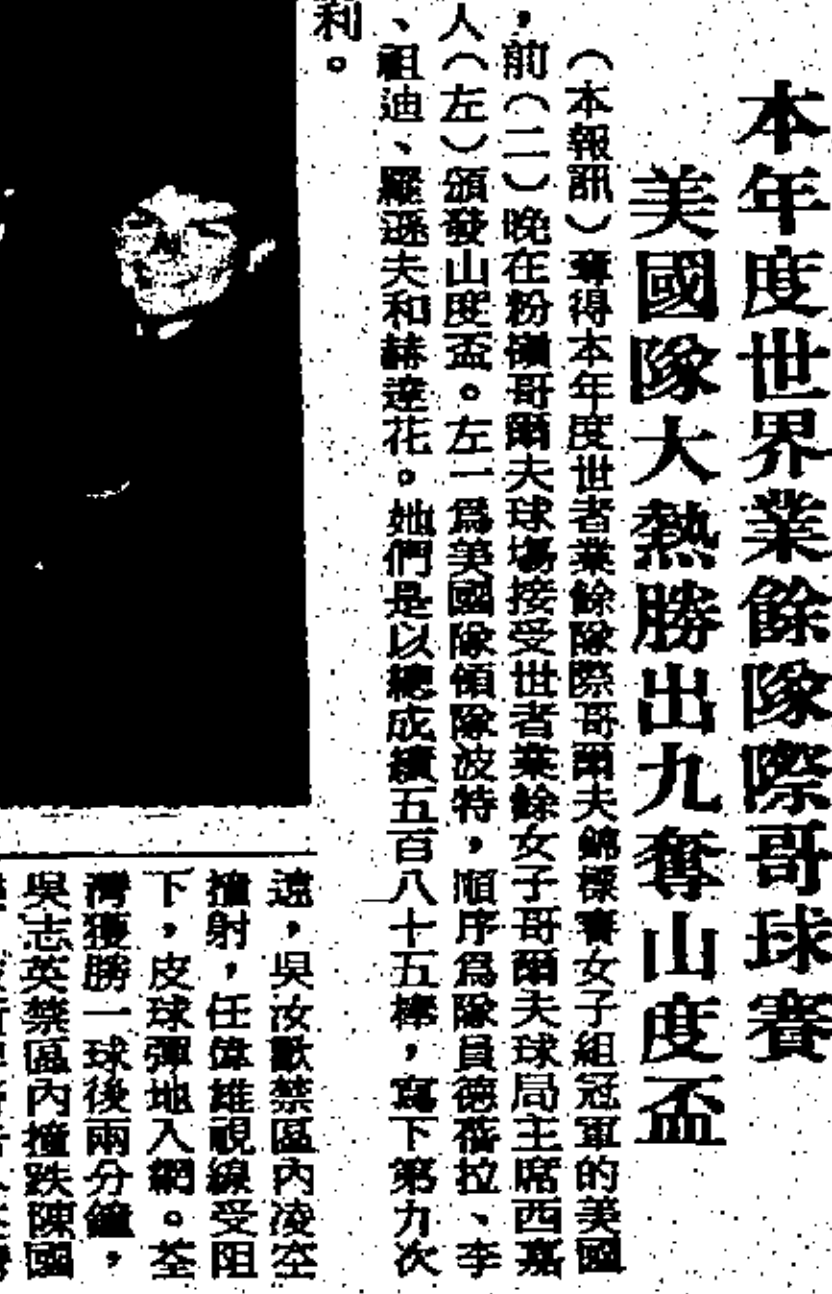 本年度世界業餘隊際哥球賽
美國隊大熱勝出九奪山度盃
（本報訊）奪得本年度世者業餘隊際哥爾夫錦標賽女子組冠軍的美國
，前（二）晚在粉嶺哥爾夫球場接受世者業餘女子哥爾夫球局主席西嘉
人（左）頒發山度盃。左一爲美國隊領隊波特，順序爲隊員德薇拉、李
、祖迪、羅遜夫和赫達花。她們是以總成績五百八十五棒，寫下第九次
利。
遠，吳汝獻禁區內凌空
撞射，任偉雄視線受阻
下，皮球彈地入網。荃
灣獲勝一球後兩分鐘，
吳志英禁區內撞跌陳國